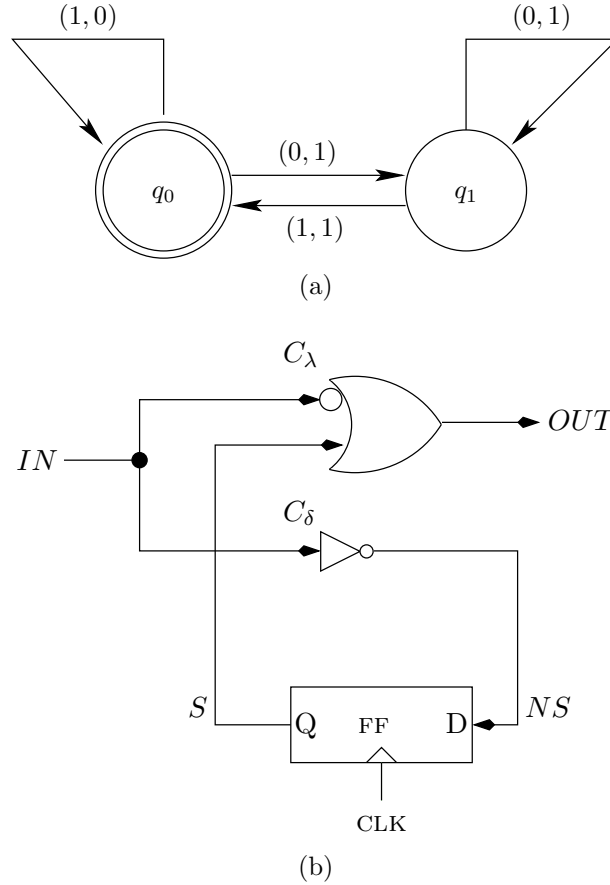 (1, 0)
(0, 1)
q0
(0, 1)
q1
(1, 1)
(a)
Cλ
IN
OUT
Cδ
S
Q
FF
D
NS
CLK
(b)